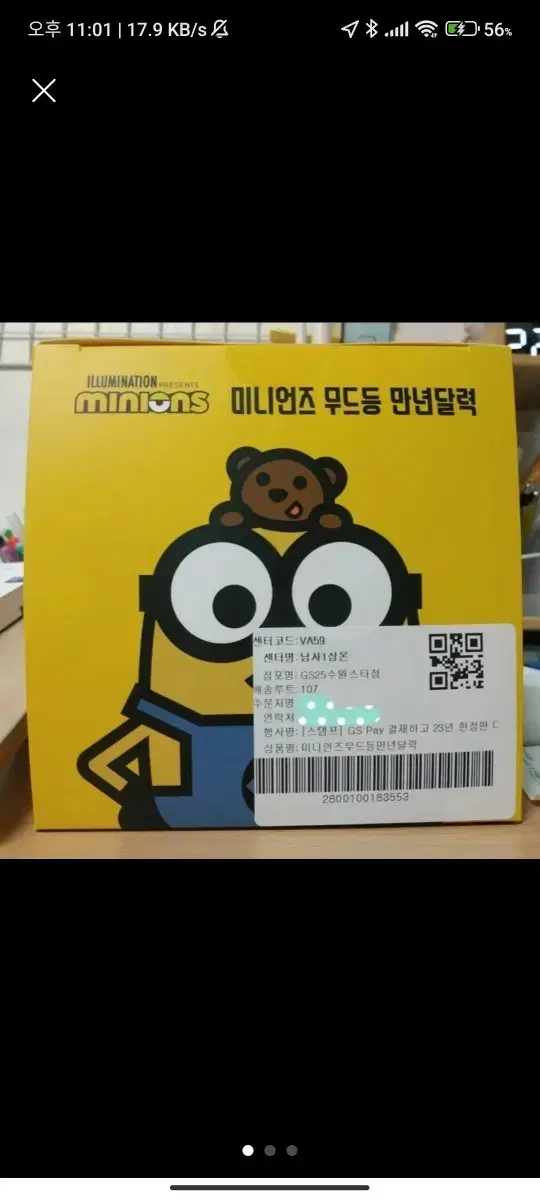 오후 11:01 | 17.9 KB/s
56%
ILLUMINATION PRESENTS
minions
미니언즈 무드등 만년달력
센터코드: VA59
센터명: 남사1상온
점포명: GS25수원스타점
배송루트: 107
주문자명
연락처
행사명: [스탬프] GS Pay 결제하고 23년 한정판 ㄷ
상품명: 미니언즈무드등만년달력
2800100183553